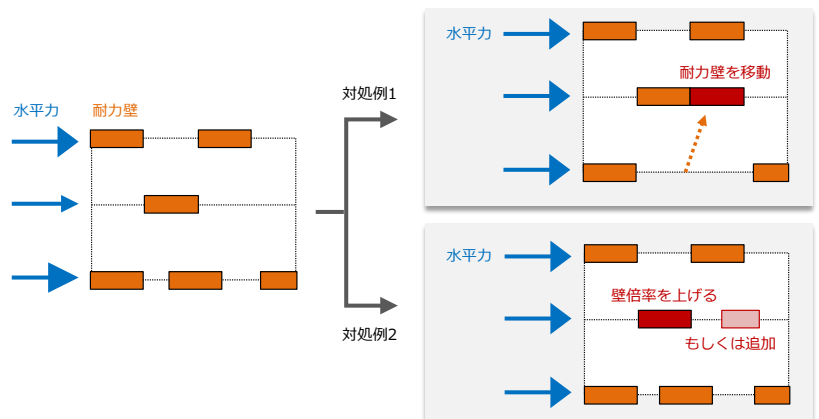 水平力
耐力壁
対処例1
対処例2
水平力
耐力壁を移動
水平力
壁倍率を上げる
もしくは追加